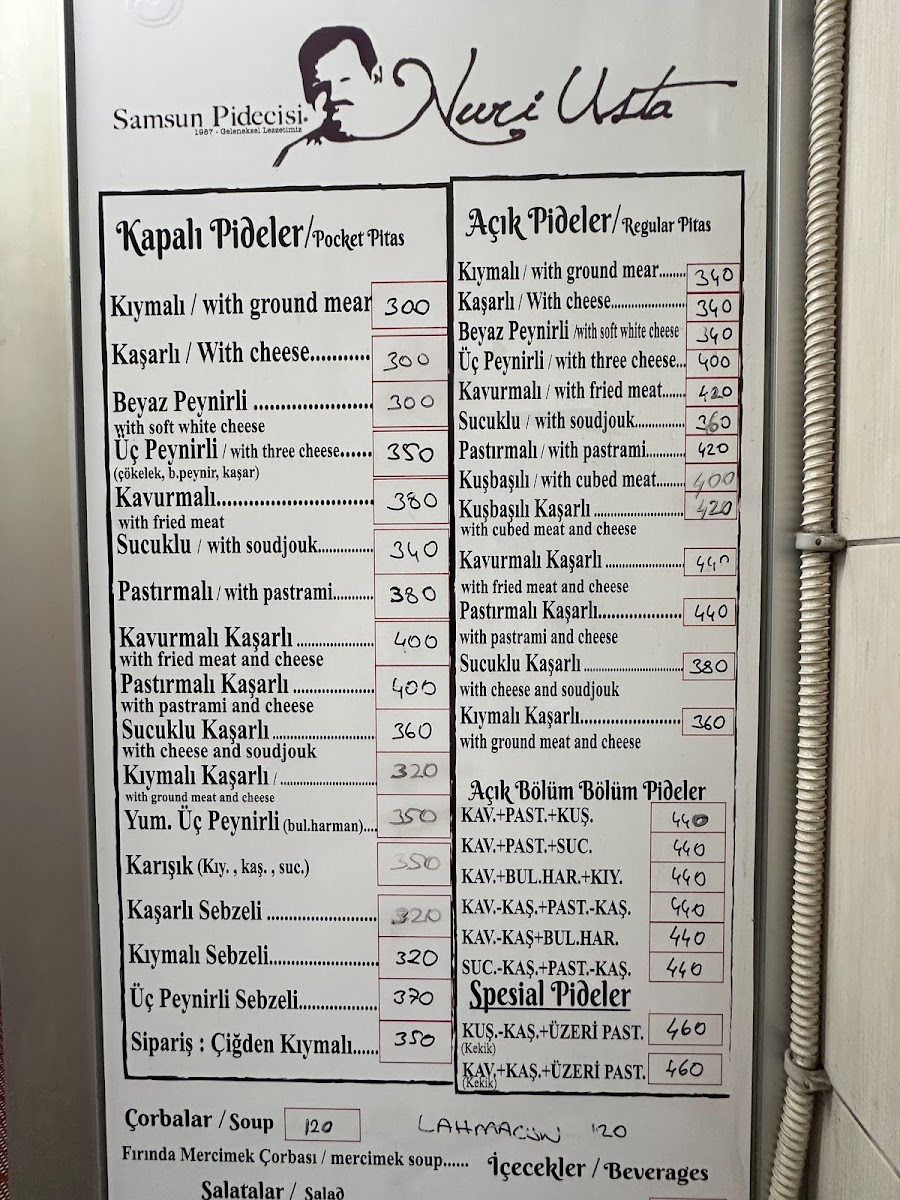 Samsun Pidecisi
1987 - Geleneksel Lezzetimiz
Nuri Usta
Kapalı Pideler/Pocket Pitas
Kıymalı / with ground mear 300
Kaşarlı / With cheese........... 300
Beyaz Peynirli ...................... 300
with soft white cheese
Üç Peynirli / with three cheese...... 350
(çökelek, b.peynir, kaşar)
Kavurmalı............................. 380
with fried meat
Sucuklu / with soudjouk.............. 340
Pastırmalı / with pastrami.......... 380
Kavurmalı Kaşarlı .................. 400
with fried meat and cheese
Pastırmalı Kaşarlı ................... 400
with pastrami and cheese
Sucuklu Kaşarlı ........................ 360
with cheese and soudjouk
Kıymalı Kaşarlı / ........................ 320
with ground meat and cheese
Yum. Üç Peynirli (bul.harman).... 350
Karışık (Kıy. , kaş. , suc.) 350
Kaşarlı Sebzeli ........................... 320
Kıymalı Sebzeli........................... 320
Üç Peynirli Sebzeli.................... 370
Sipariş : Çiğden Kıymalı...... 350
Açık Pideler/Regular Pitas
Kıymalı / with ground mear........ 340
Kaşarlı / With cheese...................... 340
Beyaz Peynirli /with soft white cheese 340
Üç Peynirli / with three cheese... 400
Kavurmalı / with fried meat....... 420
Sucuklu / with soudjouk.............. 360
Pastırmalı / with pastrami........... 420
Kuşbaşılı / with cubed meat........ 400
Kuşbaşılı Kaşarlı ......................... 420
with cubed meat and cheese
Kavurmalı Kaşarlı ........................ 440
with fried meat and cheese
Pastırmalı Kaşarlı........................ 440
with pastrami and cheese
Sucuklu Kaşarlı ............................. 380
with cheese and soudjouk
Kıymalı Kaşarlı....................... 360
with ground meat and cheese
Açık Bölüm Bölüm Pideler
KAV.+PAST.+KUŞ. 440
KAV.+PAST.+SUC. 440
KAV.+BUL.HAR.+KIY. 440
KAV.-KAŞ.+PAST.-KAŞ. 440
KAV.-KAŞ+BUL.HAR. 440
SUC.-KAŞ.+PAST.-KAŞ. 440
Spesial Pideler
KUŞ.-KAŞ.+ÜZERİ PAST. 460
(Kekik)
KAV.+KAŞ.+ÜZERİ PAST. 460
(Kekik)
Çorbalar / Soup 120
LAHMACUN 120
Fırında Mercimek Çorbası / mercimek soup......
İçecekler / Beverages
Salatalar / Salad